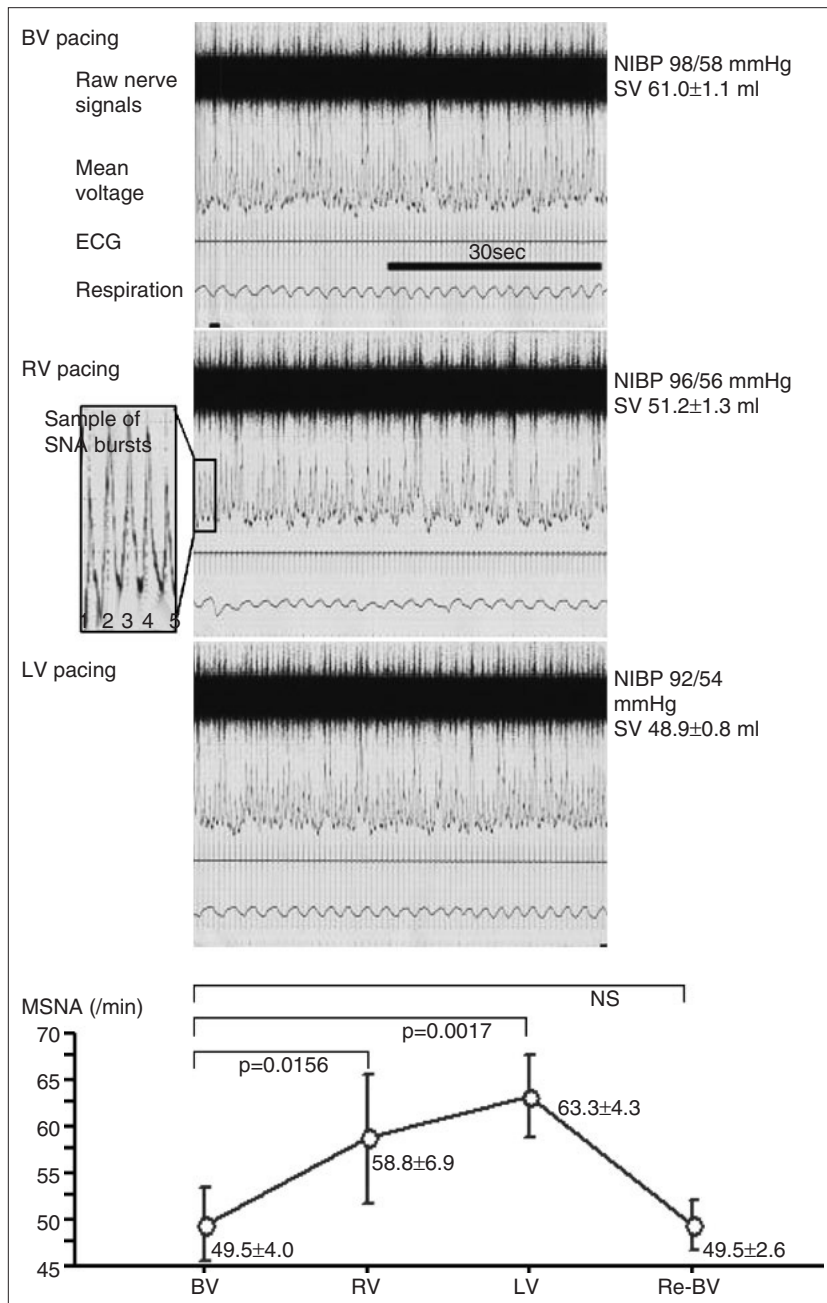 BV pacing
Raw nerve
signals
Mean
voltage
ECG
Respiration
30sec
NIBP 98/58 mmHg
SV 61.0±1.1 ml
RV pacing
Sample of
SNA bursts
1 2 3 4 5
NIBP 96/56 mmHg
SV 51.2±1.3 ml
LV pacing
NIBP 92/54
mmHg
SV 48.9±0.8 ml
MSNA (/min)
NS
p=0.0017
p=0.0156
70
65
60
55
50
45
49.5±4.0
58.8±6.9
63.3±4.3
49.5±2.6
BV RV LV Re-BV